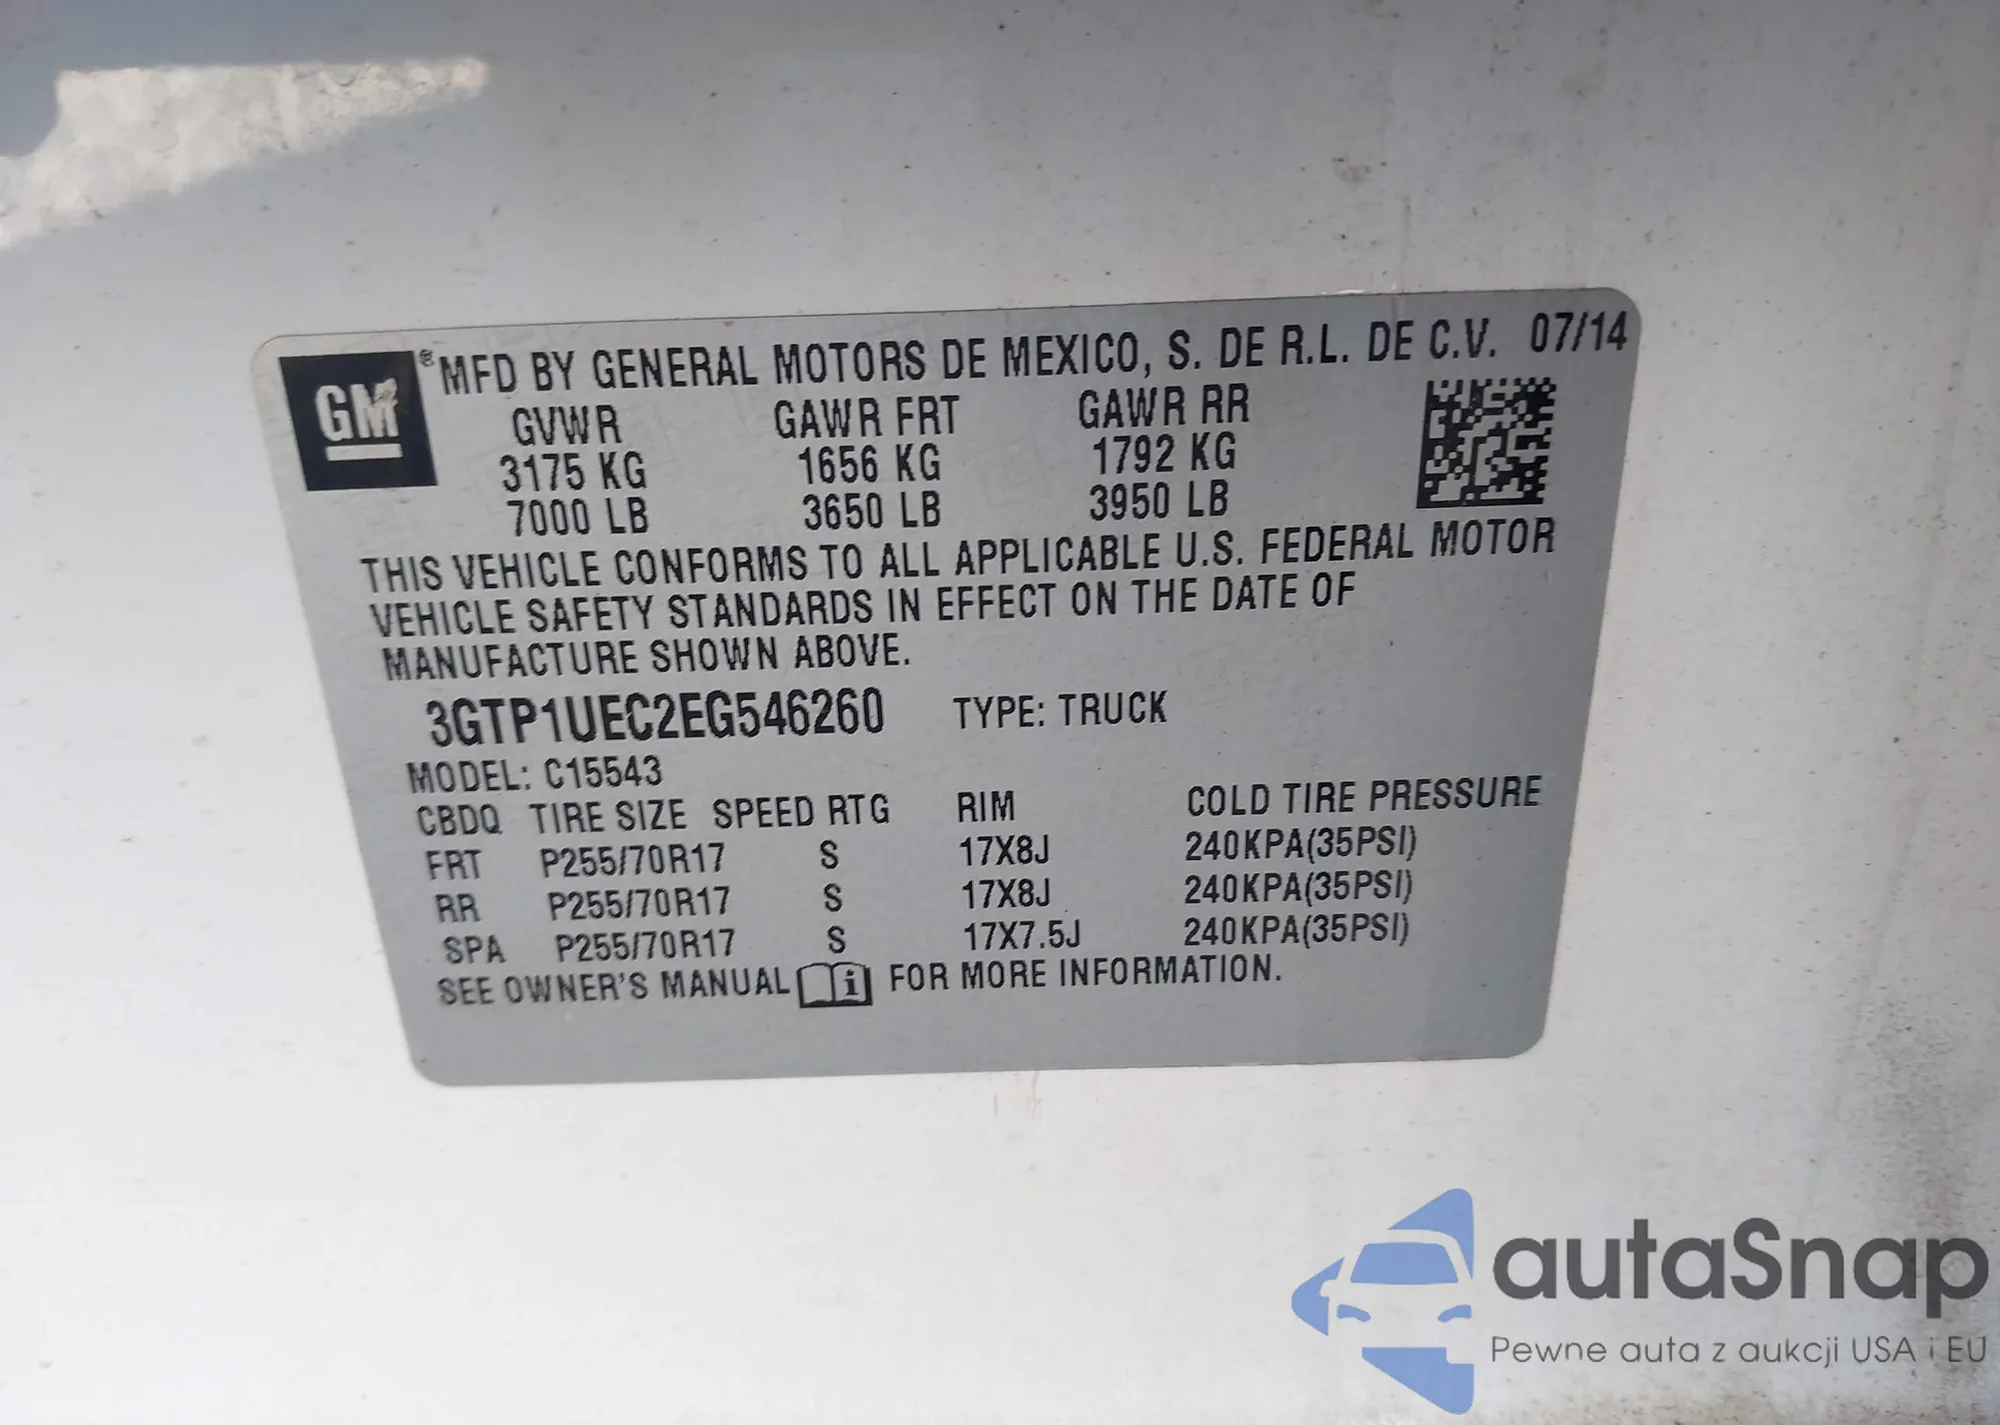 GM
® MFD BY GENERAL MOTORS DE MEXICO, S. DE R.L. DE C.V. 07/14
GVWR GAWR FRT GAWR RR
3175 KG 1656 KG 1792 KG
7000 LB 3650 LB 3950 LB
THIS VEHICLE CONFORMS TO ALL APPLICABLE U.S. FEDERAL MOTOR
VEHICLE SAFETY STANDARDS IN EFFECT ON THE DATE OF
MANUFACTURE SHOWN ABOVE.
3GTP1UEC2EG546260 TYPE: TRUCK
MODEL: C15543
CBDQ TIRE SIZE SPEED RTG RIM COLD TIRE PRESSURE
FRT P255/70R17 S 17X8J 240KPA(35PSI)
RR P255/70R17 S 17X8J 240KPA(35PSI)
SPA P255/70R17 S 17X7.5J 240KPA(35PSI)
SEE OWNER'S MANUAL i FOR MORE INFORMATION.
autaSnap
Pewne auta z aukcji USA i EU